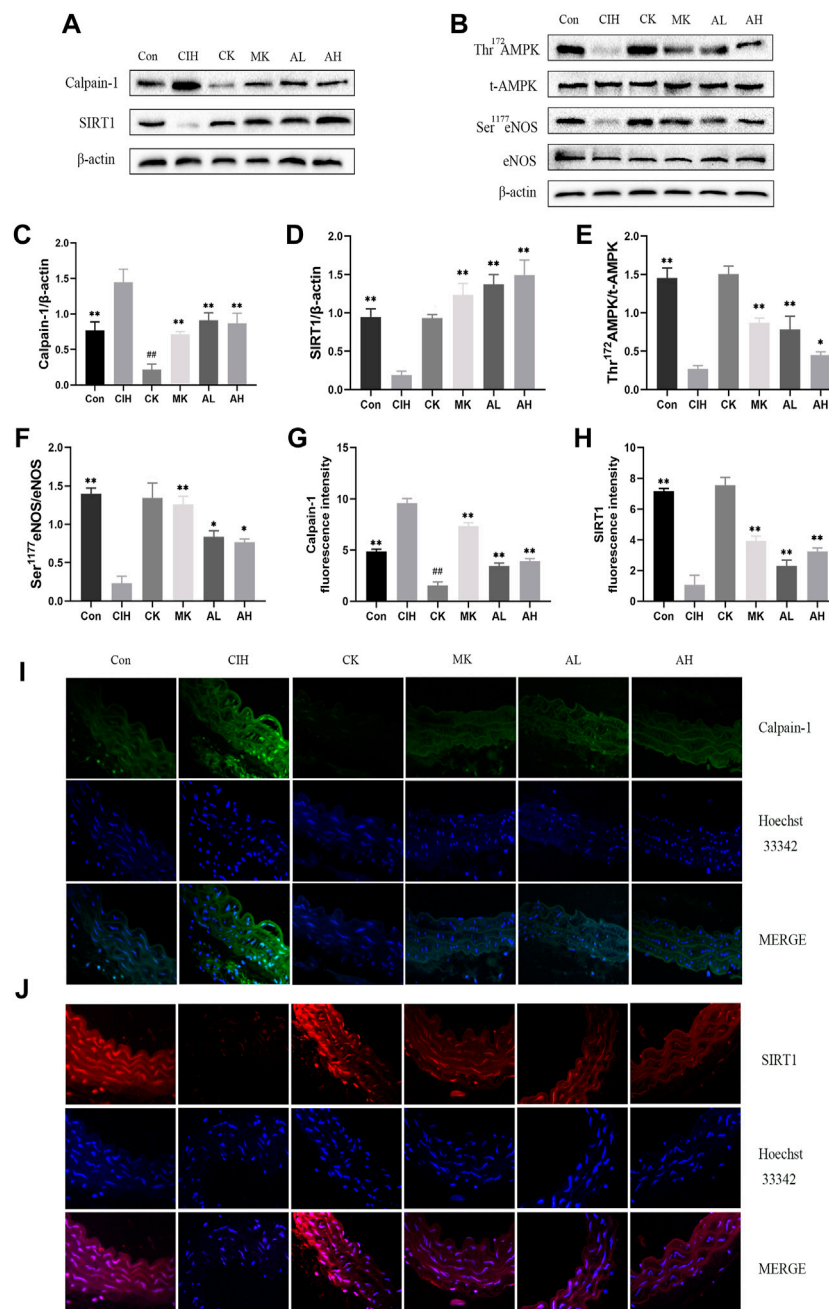 A
Con CIH CK MK AL AH
Calpain-1
SIRT1
β-actin
B
Con CIH CK MK AL AH
Thr172AMPK
t-AMPK
Ser1177eNOS
eNOS
β-actin
C
Calpain-1/β-actin
2.0
1.5
1.0
0.5
0.0
** ## ** ** **
Con CIH CK MK AL AH
D
SIRT1/β-actin
2.0
1.5
1.0
0.5
0.0
** ** ** **
Con CIH CK MK AL AH
E
Thr172AMPK/t-AMPK
2.0
1.5
1.0
0.5
0.0
** ** ** *
Con CIH CK MK AL AH
F
Ser1177eNOS/eNOS
2.0
1.5
1.0
0.5
0.0
** ** * *
Con CIH CK MK AL AH
G
Calpain-1
fluorescence intensity
15
10
5
0
** ## ** ** **
Con CIH CK MK AL AH
H
SIRT1
fluorescence intensity
10
8
6
4
2
0
** ** ** **
Con CIH CK MK AL AH
I
Con CIH CK MK AL AH
Calpain-1
Hoechst
33342
MERGE
J
SIRT1
Hoechst
33342
MERGE